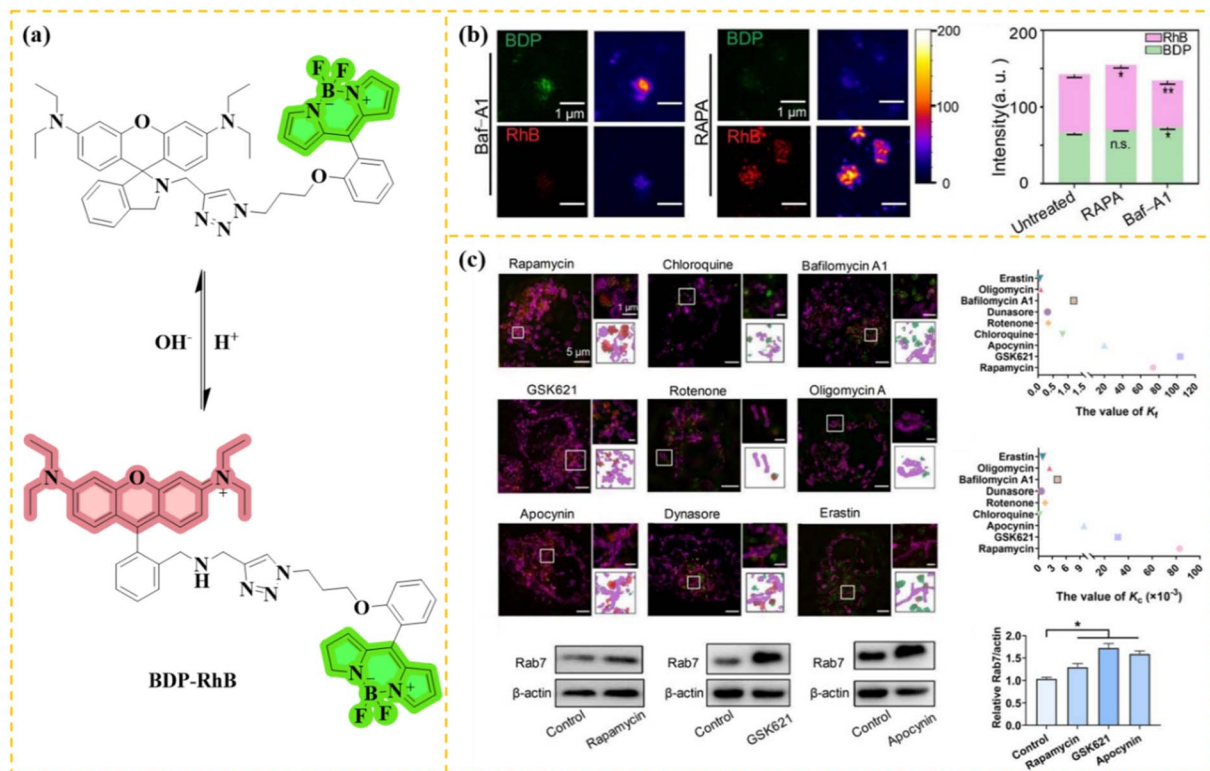 (a)
F
F
B
N
N
+
−
N
O
N
N
N
N
N
O
OH⁻
H⁺
N
O
N
+
N
H
N
N
N
O
N
N
−
+
B
F
F
BDP-RhB
(b)
Baf–A1
BDP
1 μm
RhB
RAPA
BDP
1 μm
RhB
200
100
0
Intensity(a. u.)
200
100
0
RhB
BDP
*
**
n.s.
*
Untreated
RAPA
Baf–A1
(c)
Rapamycin
Chloroquine
Bafilomycin A1
1 μm
5 μm
GSK621
Rotenone
Oligomycin A
Apocynin
Dynasore
Erastin
Erastin
Oligomycin
Bafilomycin A1
Dunasore
Rotenone
Chloroquine
Apocynin
GSK621
Rapamycin
0.0 0.5 1.0 1.5 20 40 60 80 100 120
The value of Kf
Erastin
Oligomycin
Bafilomycin A1
Dunasore
Rotenone
Chloroquine
Apocynin
GSK621
Rapamycin
0 3 6 9 20 40 60 80 100
The value of Kc (×10⁻³)
Rab7
β-actin
Control
Rapamycin
Rab7
β-actin
Control
GSK621
Rab7
β-actin
Control
Apocynin
Relative Rab7/actin
2.0
1.5
1.0
0.5
0.0
*
Control
Rapamycin
GSK621
Apocynin